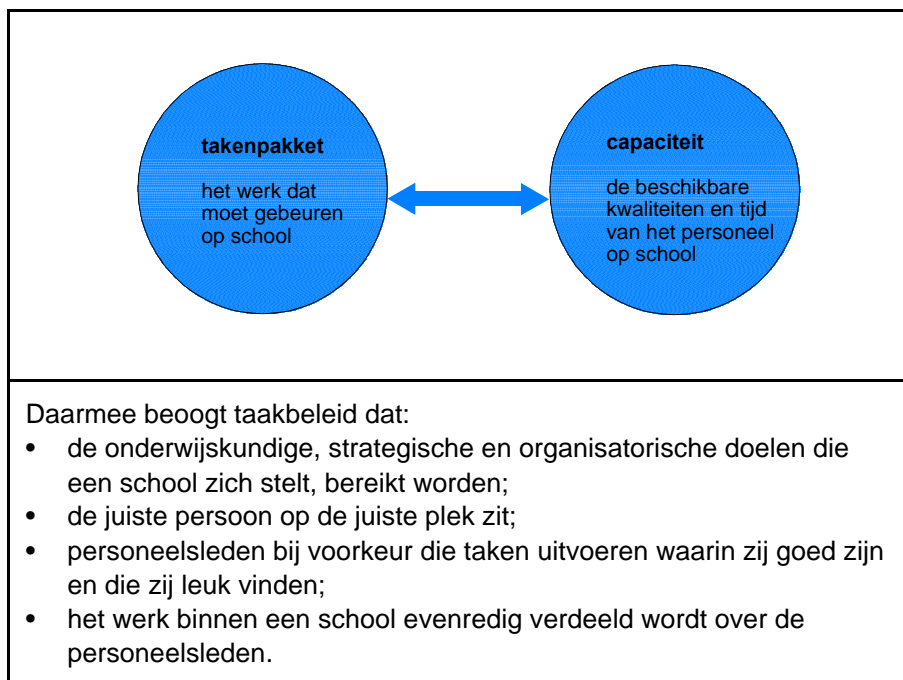 takenpakket
het werk dat
moet gebeuren
op school
capaciteit
de beschikbare
kwaliteiten en tijd
van het personeel
op school
Daarmee beoogt taakbeleid dat:
• de onderwijskundige, strategische en organisatorische doelen die
een school zich stelt, bereikt worden;
• de juiste persoon op de juiste plek zit;
• personeelsleden bij voorkeur die taken uitvoeren waarin zij goed zijn
en die zij leuk vinden;
• het werk binnen een school evenredig verdeeld wordt over de
personeelsleden.